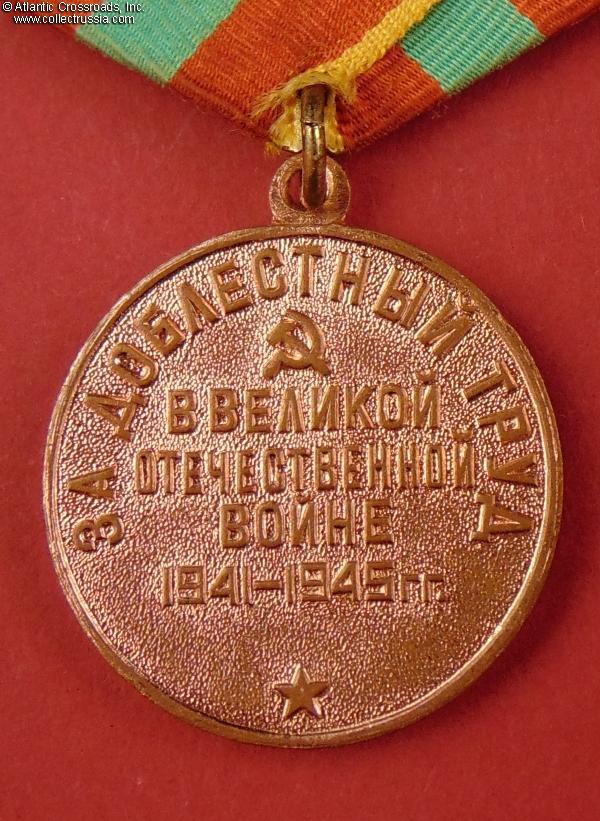 © Atlantic Crossroads, Inc.
www.collectrussia.com
ЗА ДОБЛЕСТНЫЙ ТРУД
В ВЕЛИКОЙ
ОТЕЧЕСТВЕННОЙ
ВОЙНЕ
1941-1945 гг.